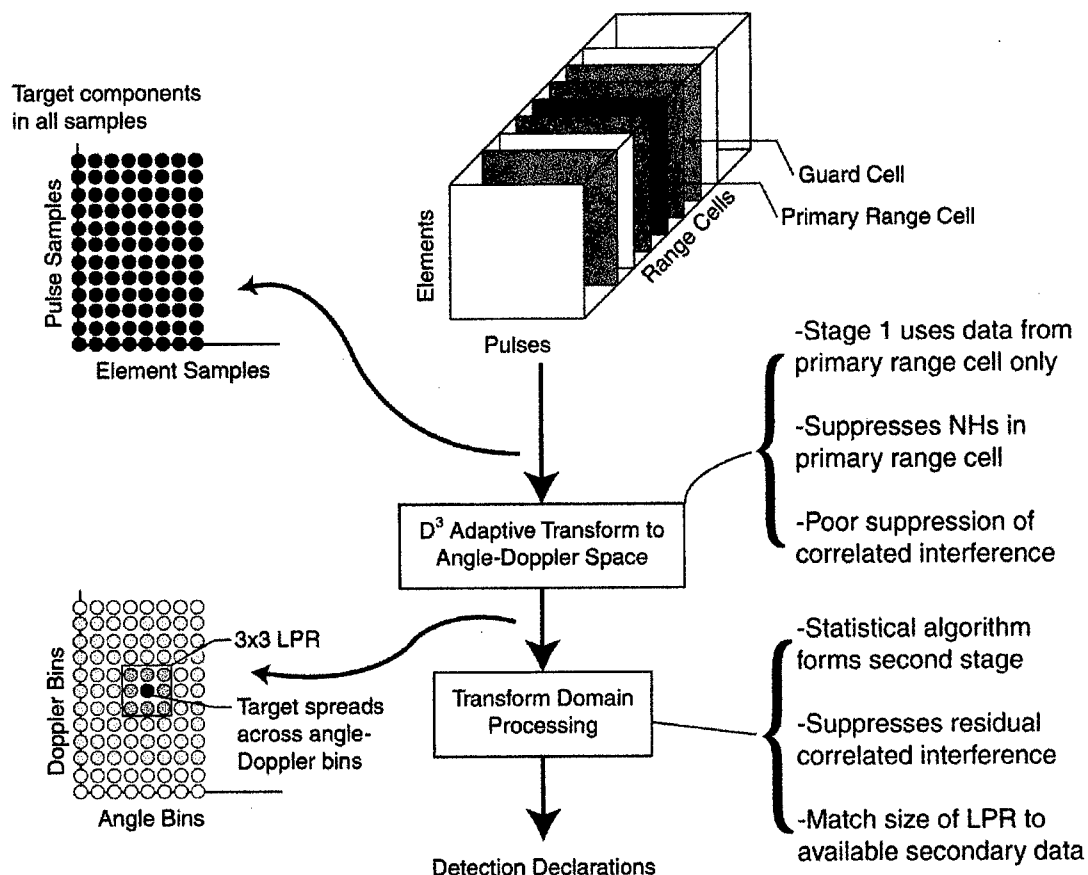 Target components
in all samples
Pulse Samples
Element Samples
Elements
Pulses
Range Cells
Guard Cell
Primary Range Cell
-Stage 1 uses data from
primary range cell only
-Suppresses NHs in
primary range cell
-Poor suppression of
correlated interference
D³ Adaptive Transform to
Angle-Doppler Space
Doppler Bins
3x3 LPR
Target spreads
across angle-
Doppler bins
Angle Bins
Transform Domain
Processing
-Statistical algorithm
forms second stage
-Suppresses residual
correlated interference
-Match size of LPR to
available secondary data
Detection Declarations